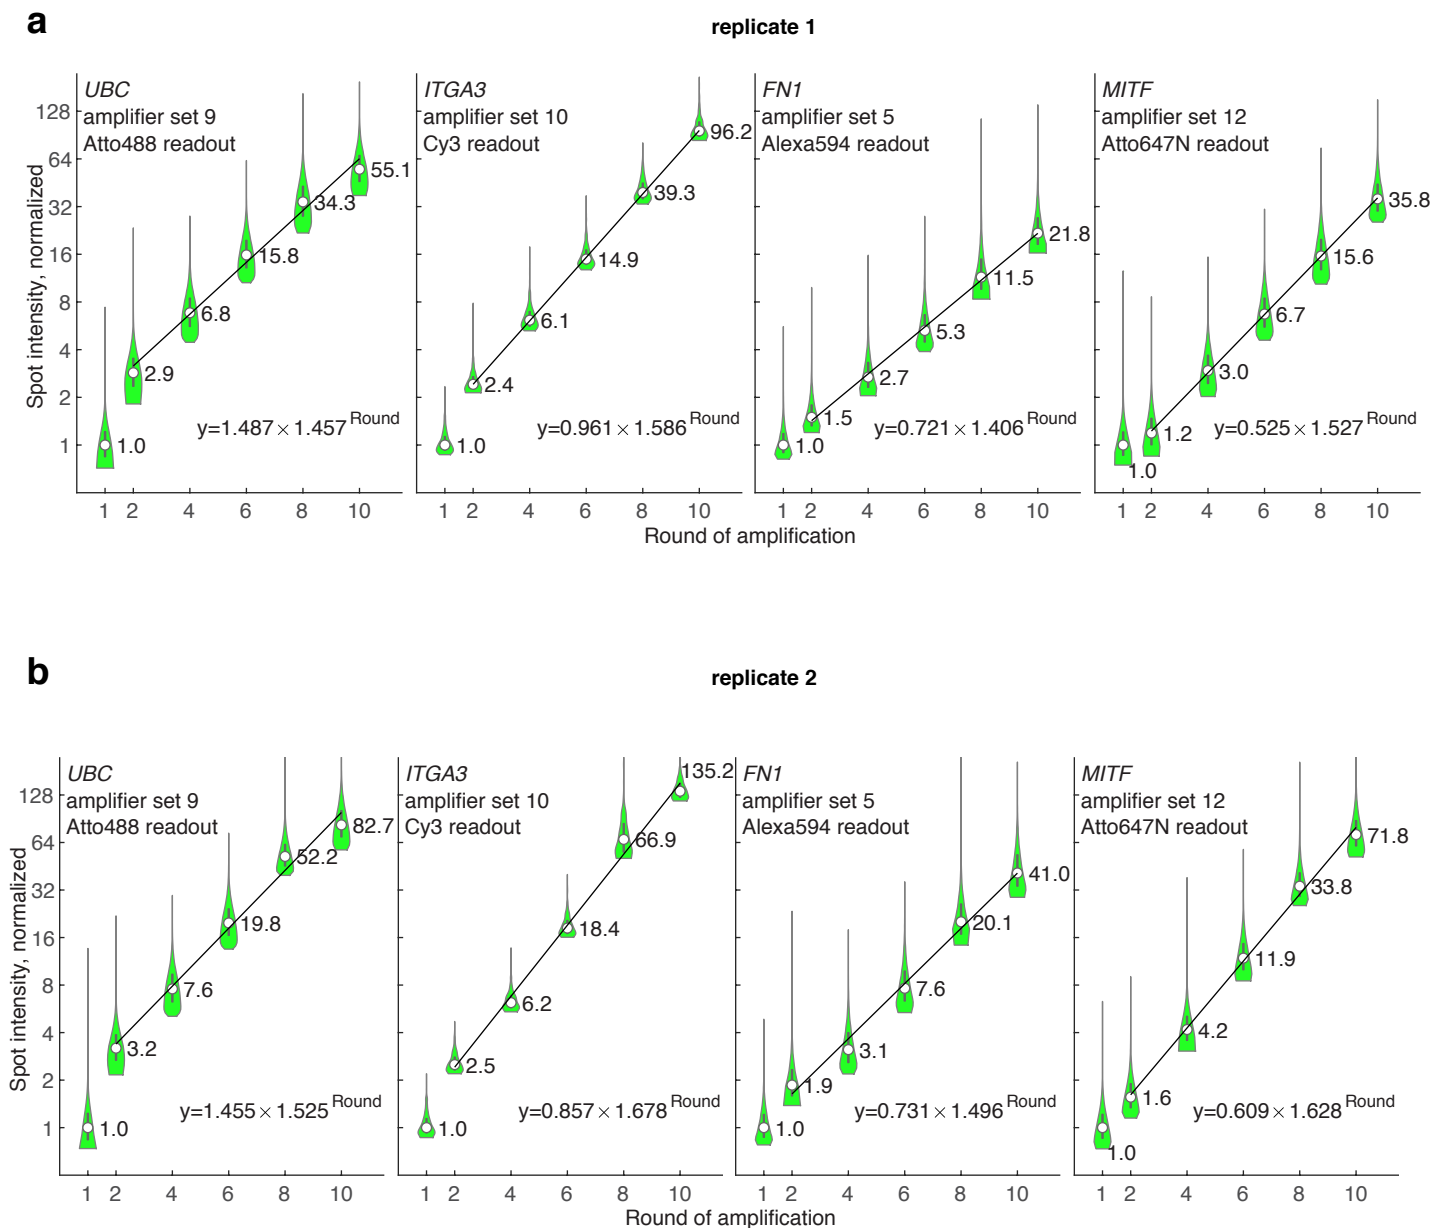 a
replicate 1
UBC
amplifier set 9
Atto488 readout
ITGA3
amplifier set 10
Cy3 readout
FN1
amplifier set 5
Alexa594 readout
MITF
amplifier set 12
Atto647N readout
Spot intensity, normalized
128
64
32
16
8
4
2
1
1.0
2.9
6.8
15.8
34.3
55.1
y=1.487×1.457^Round
1.0
2.4
6.1
14.9
39.3
96.2
y=0.961×1.586^Round
1.0
1.5
2.7
5.3
11.5
21.8
y=0.721×1.406^Round
1.0
1.2
3.0
6.7
15.6
35.8
y=0.525×1.527^Round
1 2 4 6 8 10
1 2 4 6 8 10
1 2 4 6 8 10
1 2 4 6 8 10
Round of amplification
b
replicate 2
UBC
amplifier set 9
Atto488 readout
ITGA3
amplifier set 10
Cy3 readout
FN1
amplifier set 5
Alexa594 readout
MITF
amplifier set 12
Atto647N readout
Spot intensity, normalized
128
64
32
16
8
4
2
1
1.0
3.2
7.6
19.8
52.2
82.7
y=1.455×1.525^Round
1.0
2.5
6.2
18.4
66.9
135.2
y=0.857×1.678^Round
1.0
1.9
3.1
7.6
20.1
41.0
y=0.731×1.496^Round
1.0
1.6
4.2
11.9
33.8
71.8
y=0.609×1.628^Round
1 2 4 6 8 10
1 2 4 6 8 10
1 2 4 6 8 10
1 2 4 6 8 10
Round of amplification